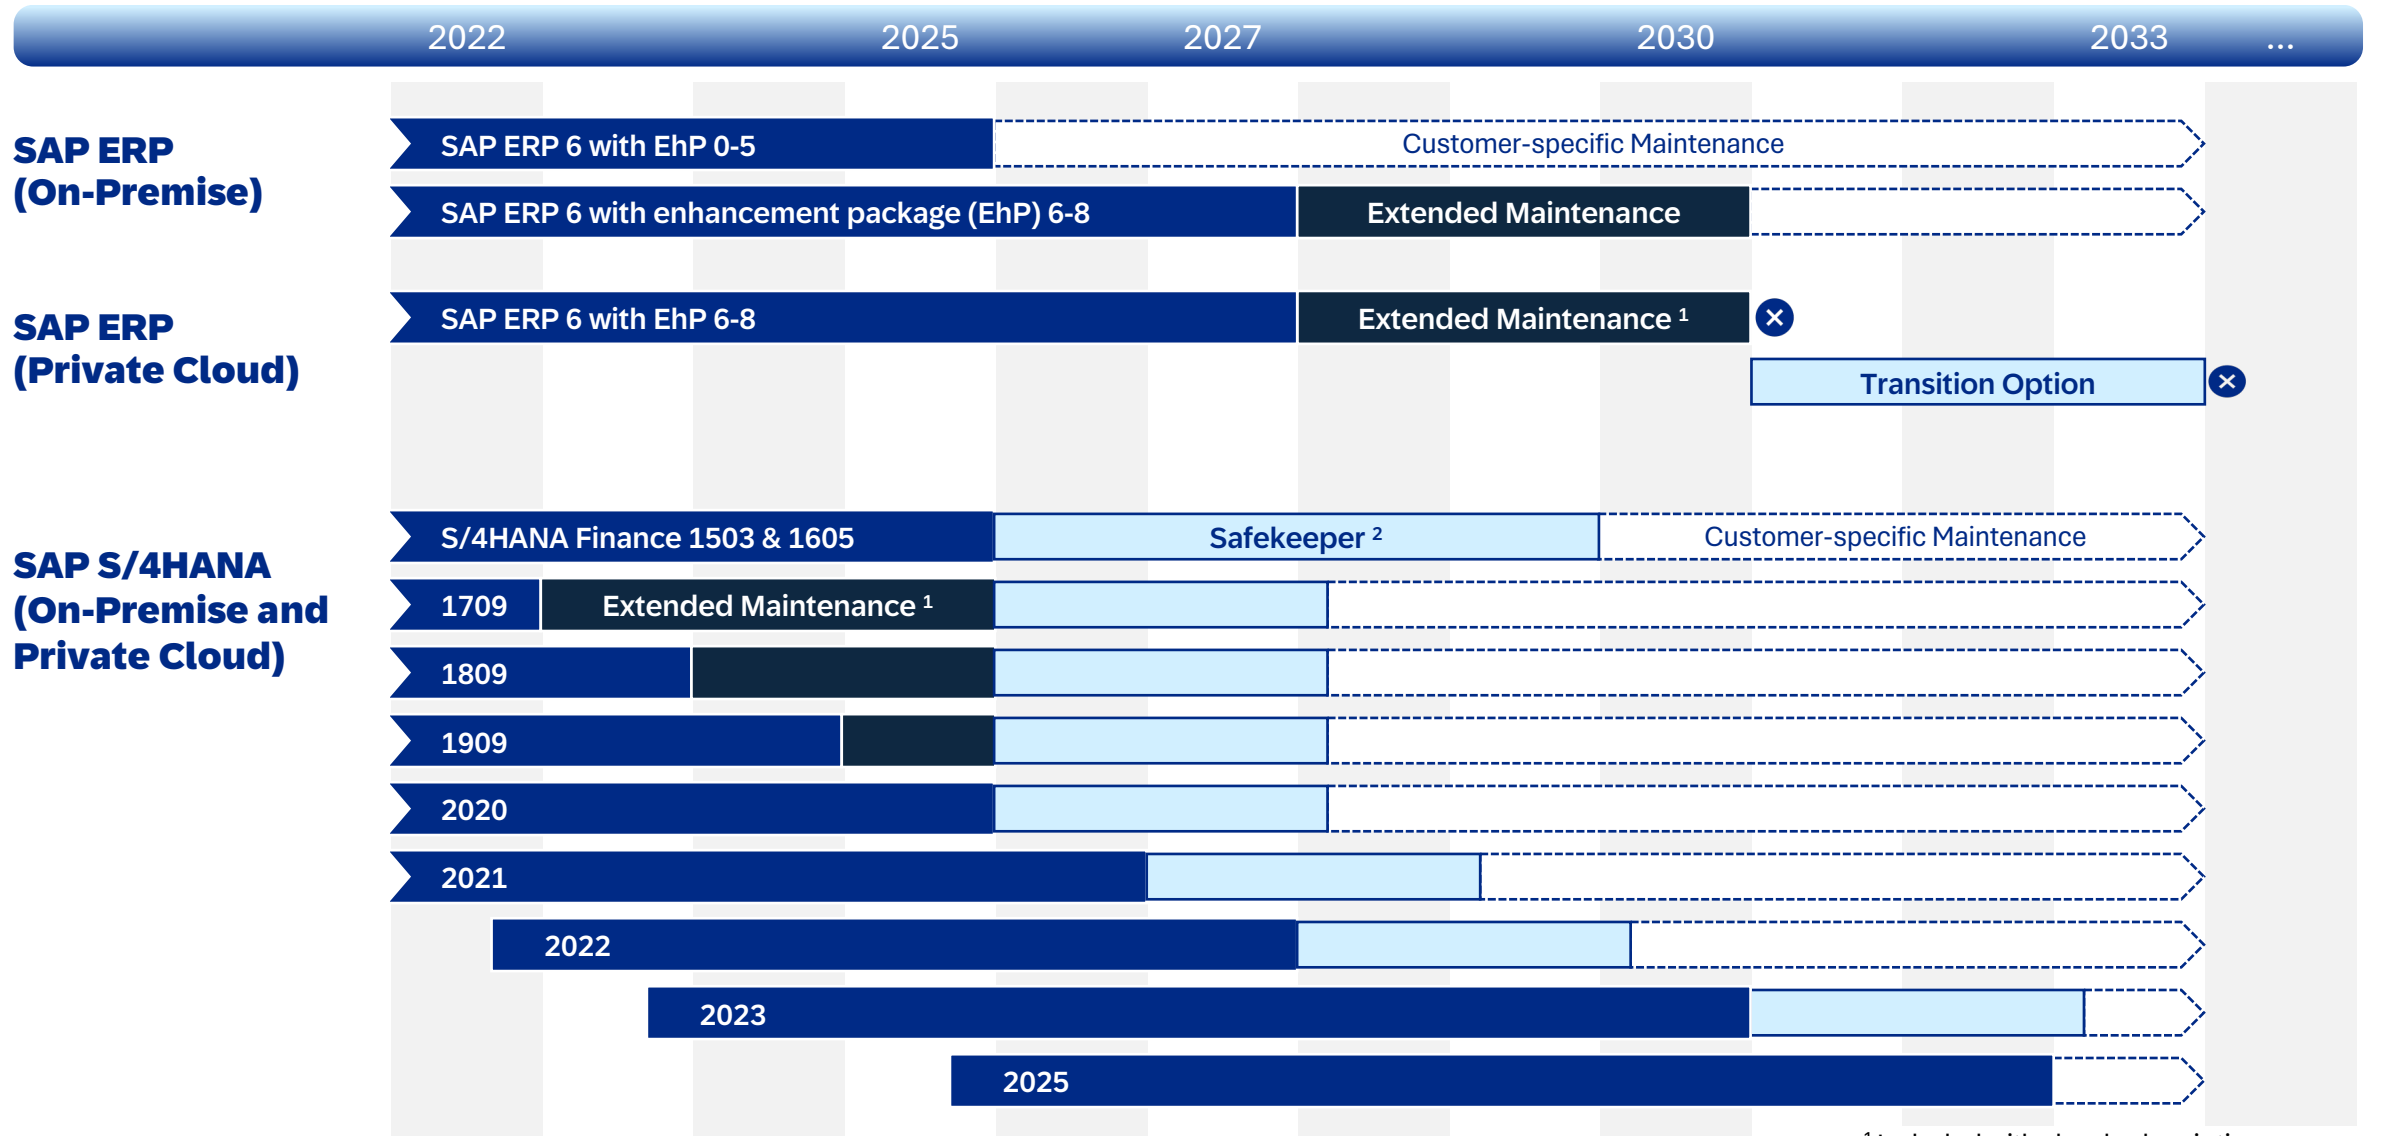 2022 2025 2027 2030 2033 ...
SAP ERP
(On-Premise)
SAP ERP 6 with EhP 0-5
Customer-specific Maintenance
SAP ERP 6 with enhancement package (EhP) 6-8
Extended Maintenance
SAP ERP
(Private Cloud)
SAP ERP 6 with EhP 6-8
Extended Maintenance ¹
Transition Option
SAP S/4HANA
(On-Premise and
Private Cloud)
S/4HANA Finance 1503 & 1605
Safekeeper ²
Customer-specific Maintenance
1709
Extended Maintenance ¹
1809
1909
2020
2021
2022
2023
2025